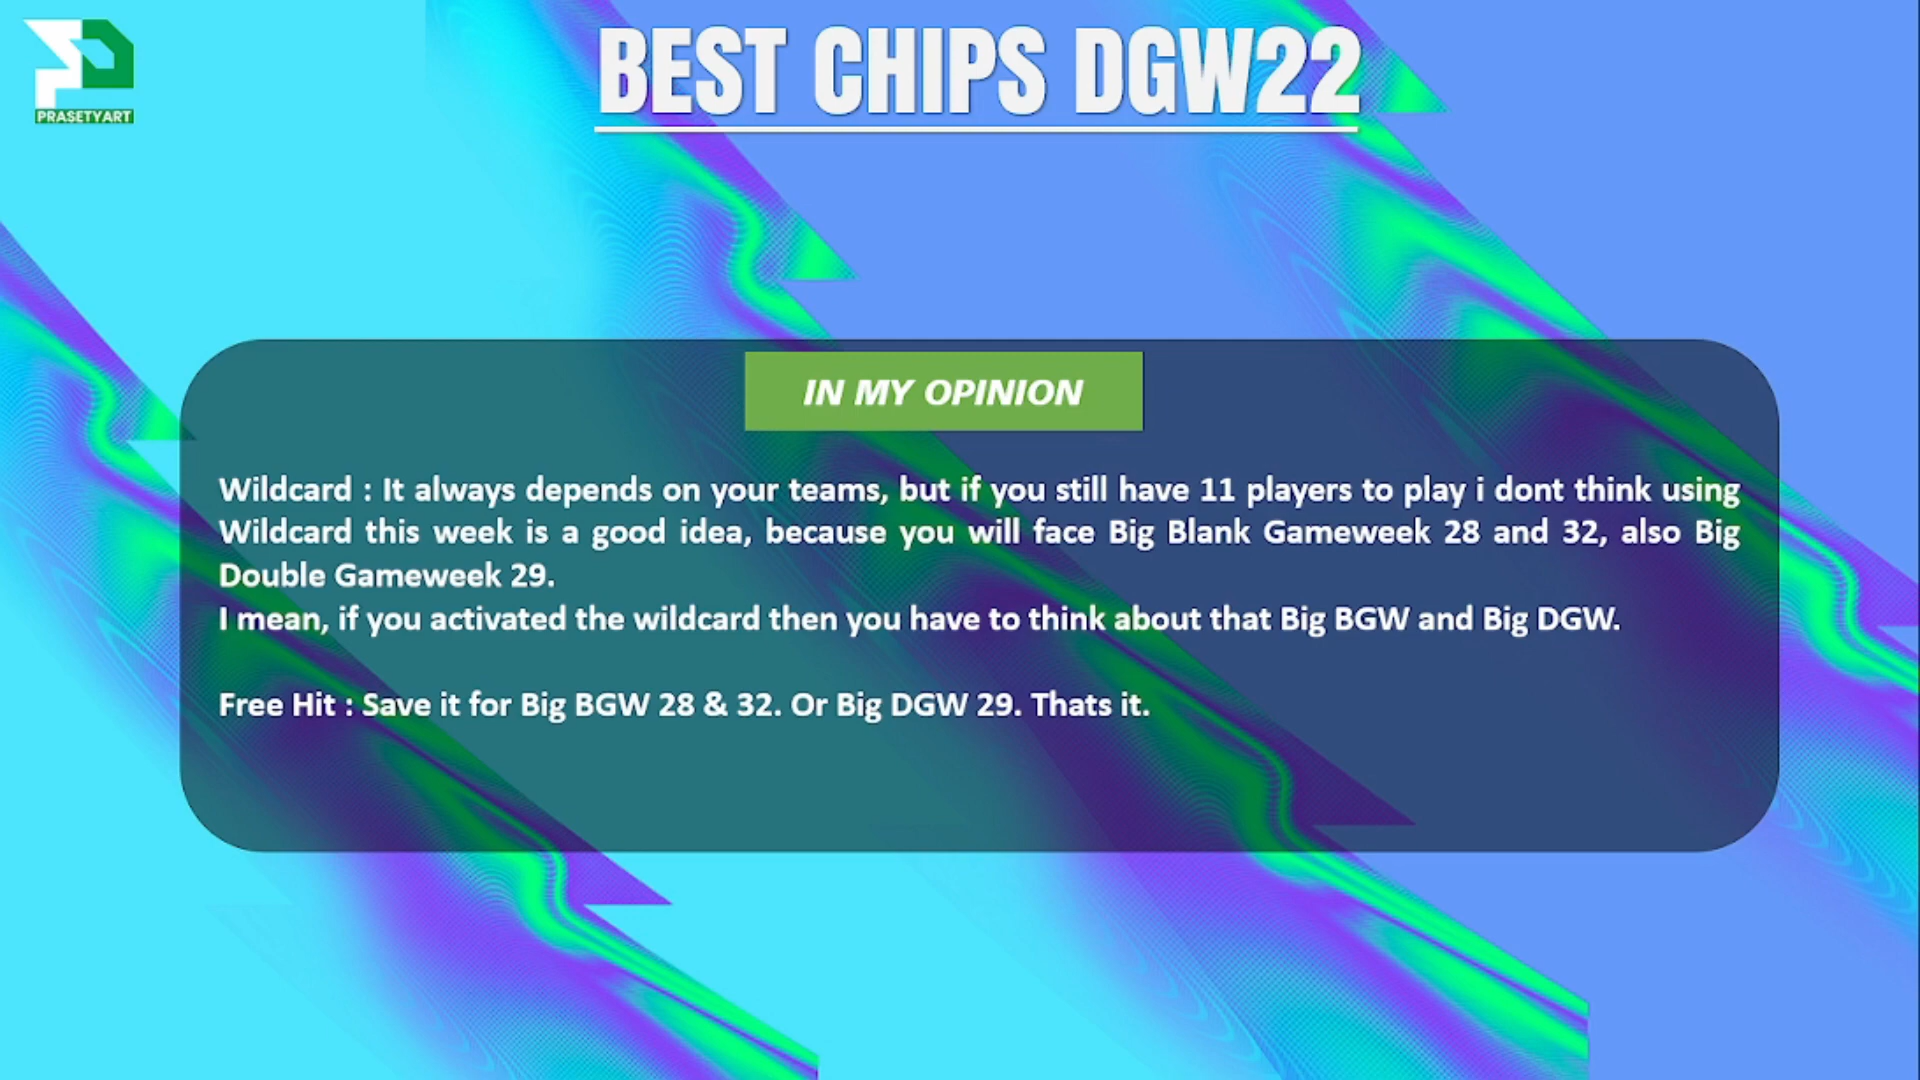 PRASETYART
BEST CHIPS DGW22
IN MY OPINION
Wildcard : It always depends on your teams, but if you still have 11 players to play i dont think using
Wildcard this week is a good idea, because you will face Big Blank Gameweek 28 and 32, also Big
Double Gameweek 29.
I mean, if you activated the wildcard then you have to think about that Big BGW and Big DGW.
Free Hit : Save it for Big BGW 28 & 32. Or Big DGW 29. Thats it.